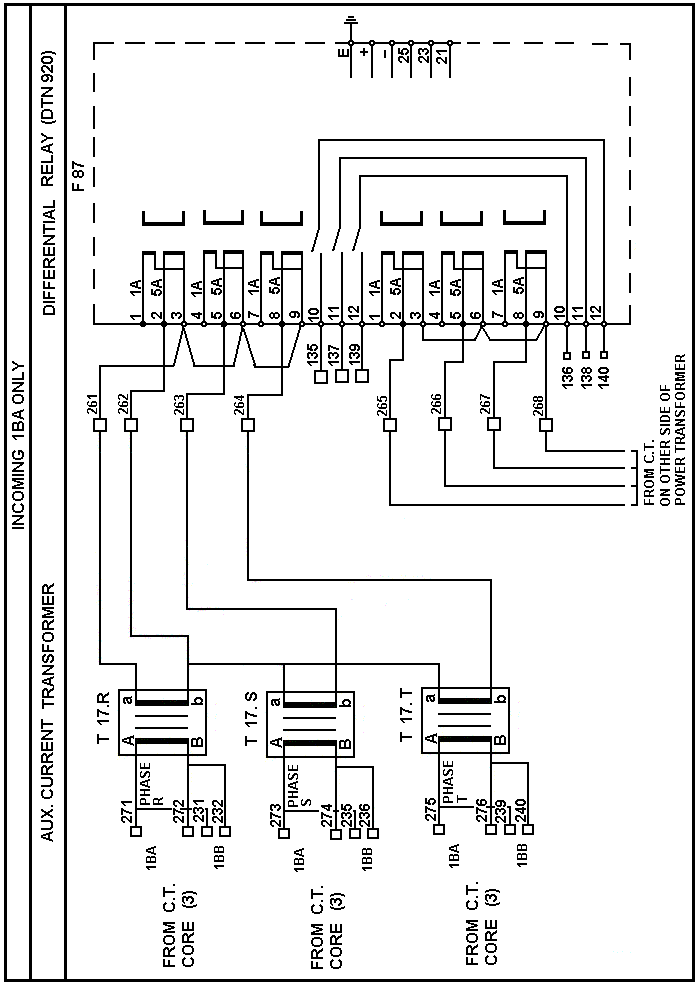 INCOMING 1BA ONLY
AUX. CURRENT TRANSFORMER
DIFFERENTIAL RELAY (DTN 920)
F 87
E
+
–
25
23
21
1A
5A
1A
5A
1A
5A
1A
5A
1A
5A
1A
5A
1
2
3
4
5
6
7
8
9
10
11
12
1
2
3
4
5
6
7
8
9
10
11
12
135
137
139
136
138
140
261
262
263
264
265
266
267
268
FROM C.T.
ON OTHER SIDE OF
POWER TRANSFORMER
T 17.R
a
b
A
B
PHASE
R
271
272
231
232
1BA
1BB
FROM C.T.
CORE (3)
T 17. S
a
b
A
B
PHASE
S
273
274
235
236
1BA
1BB
FROM C.T.
CORE (3)
T 17. T
a
b
A
B
PHASE
T
275
276
239
240
1BA
1BB
FROM C.T.
CORE (3)